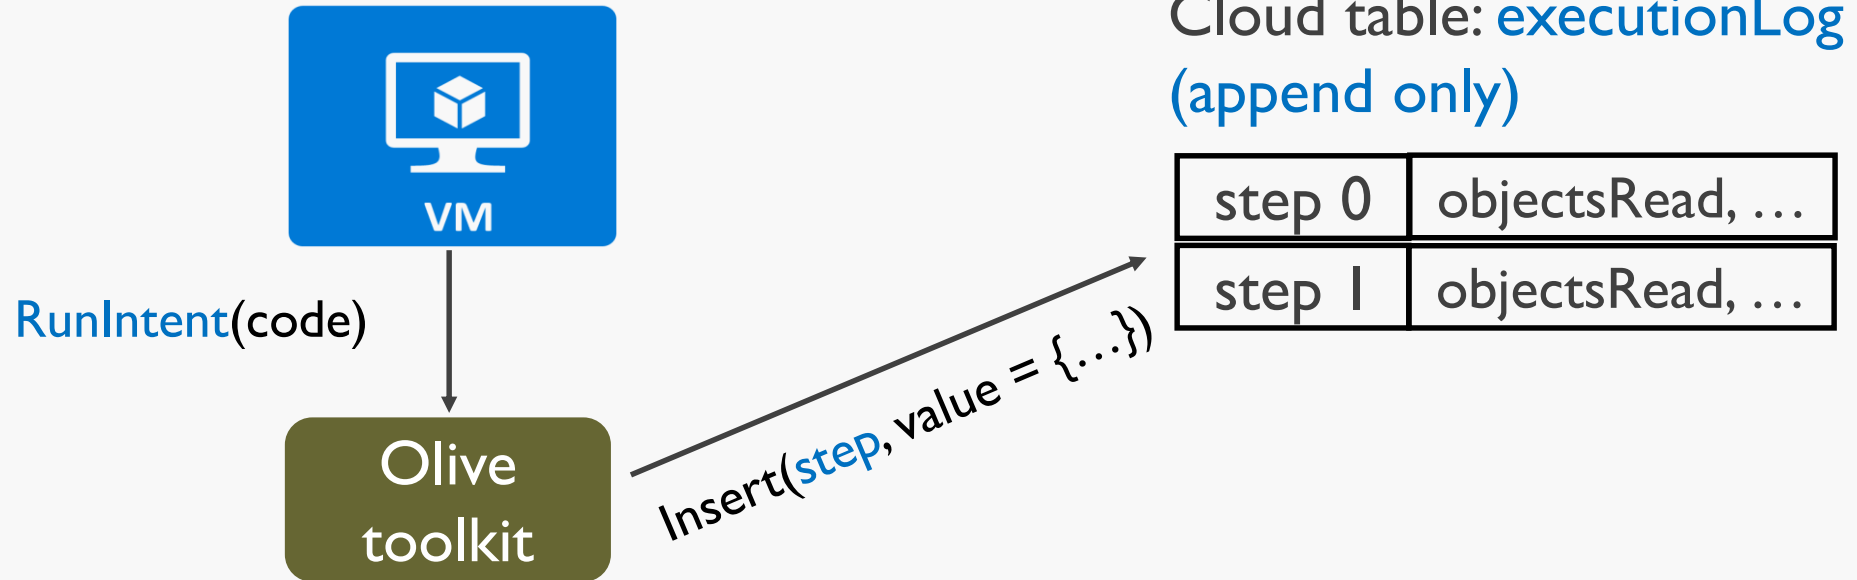 Cloud table: executionLog
(append only)
VM
step 0 objectsRead, …
step 1 objectsRead, …
RunIntent(code)
Insert(step, value = {…})
Olive
toolkit